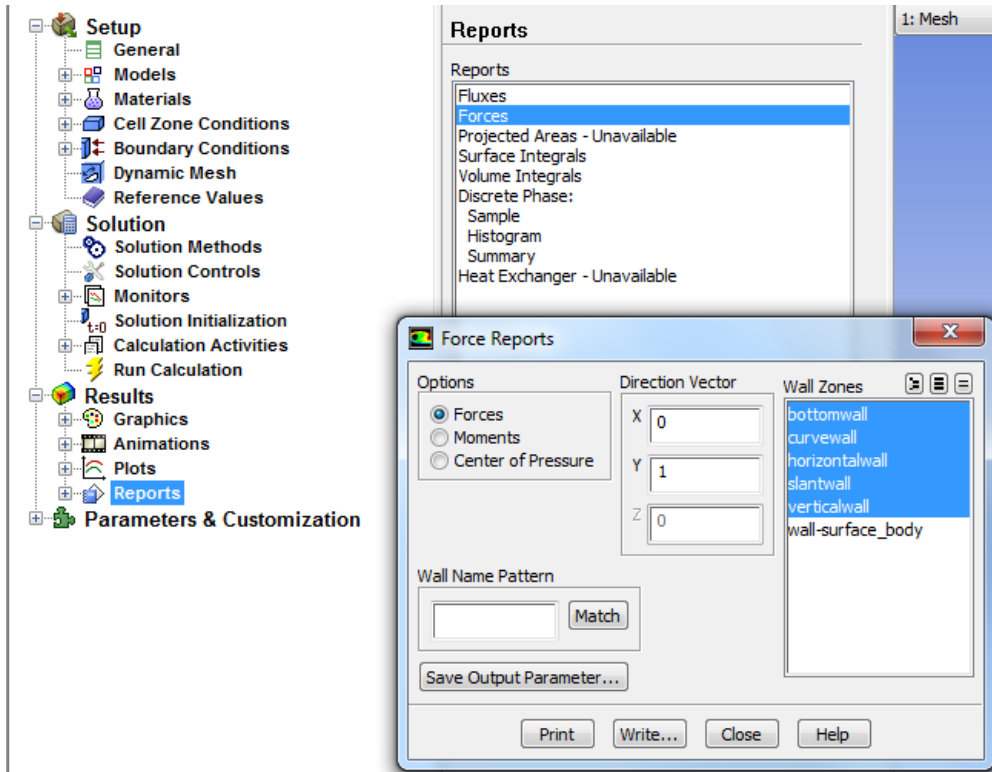 Setup
General
Models
Materials
Cell Zone Conditions
Boundary Conditions
Dynamic Mesh
Reference Values
Solution
Solution Methods
Solution Controls
Monitors
t=0 Solution Initialization
Calculation Activities
Run Calculation
Results
Graphics
Animations
Plots
Reports
Parameters & Customization
Reports
Reports
Fluxes
Forces
Projected Areas - Unavailable
Surface Integrals
Volume Integrals
Discrete Phase:
Sample
Histogram
Summary
Heat Exchanger - Unavailable
1: Mesh
Force Reports
X
Options
Forces
Moments
Center of Pressure
Direction Vector
X 0
Y 1
Z 0
Wall Zones
bottomwall
curvewall
horizontalwall
slantwall
verticalwall
wall-surface_body
Wall Name Pattern
Match
Save Output Parameter...
Print Write... Close Help